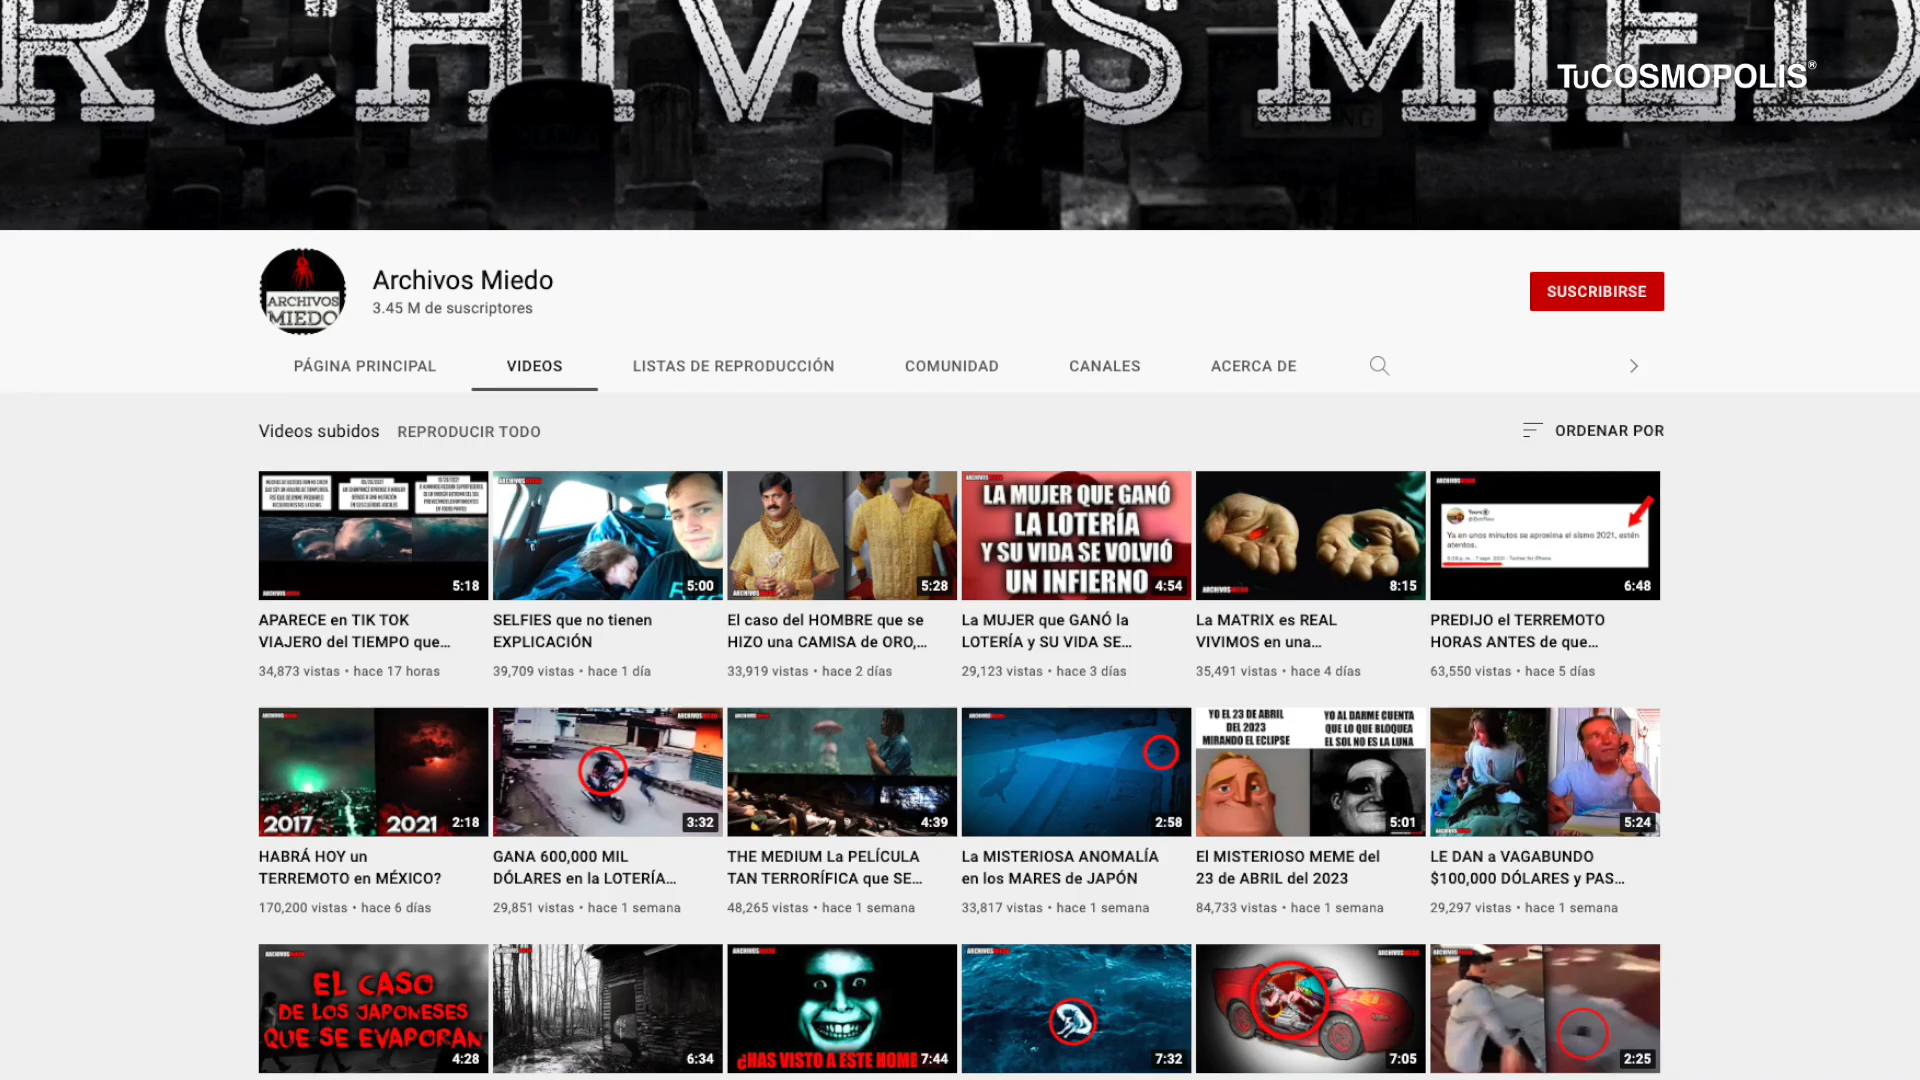 RCHIVOS MIED
TuCOSMOPOLIS®
ARCHIVOS
MIEDO
Archivos Miedo
3.45 M de suscriptores
SUSCRIBIRSE
PÁGINA PRINCIPAL
VIDEOS
LISTAS DE REPRODUCCIÓN
COMUNIDAD
CANALES
ACERCA DE
Videos subidos
REPRODUCIR TODO
ORDENAR POR
5:18
ARCHIVOS MIEDO
5:00
5:28
LA MUJER QUE GANÓ
LA LOTERÍA
Y SU VIDA SE VOLVIÓ
UN INFIERNO
4:54
8:15
Ya en unos minutos se aproxima el sismo 2021, estén
atentos.
6:48
APARECE en TIK TOK
VIAJERO del TIEMPO que...
34,873 vistas • hace 17 horas
SELFIES que no tienen
EXPLICACIÓN
39,709 vistas • hace 1 día
El caso del HOMBRE que se
HIZO una CAMISA de ORO,...
33,919 vistas • hace 2 días
La MUJER que GANÓ la
LOTERÍA y SU VIDA SE...
29,123 vistas • hace 3 días
La MATRIX es REAL
VIVIMOS en una...
35,491 vistas • hace 4 días
PREDIJO el TERREMOTO
HORAS ANTES de que...
63,550 vistas • hace 5 días
2017
2021
2:18
3:32
4:39
2:58
YO EL 23 DE ABRIL
DEL 2023
MIRANDO EL ECLIPSE
YO AL DARME CUENTA
QUE LO QUE BLOQUEA
EL SOL NO ES LA LUNA
5:01
5:24
HABRÁ HOY un
TERREMOTO en MÉXICO?
170,200 vistas • hace 6 días
GANA 600,000 MIL
DÓLARES en la LOTERÍA...
29,851 vistas • hace 1 semana
THE MEDIUM La PELÍCULA
TAN TERRORÍFICA que SE...
48,265 vistas • hace 1 semana
La MISTERIOSA ANOMALÍA
en los MARES de JAPÓN
33,817 vistas • hace 1 semana
El MISTERIOSO MEME del
23 de ABRIL del 2023
84,733 vistas • hace 1 semana
LE DAN a VAGABUNDO
$100,000 DÓLARES y PAS...
29,297 vistas • hace 1 semana
EL CASO
DE LOS JAPONESES
QUE SE EVAPORAN
4:28
6:34
¿HAS VISTO A ESTE HOMB
7:44
7:32
7:05
2:25